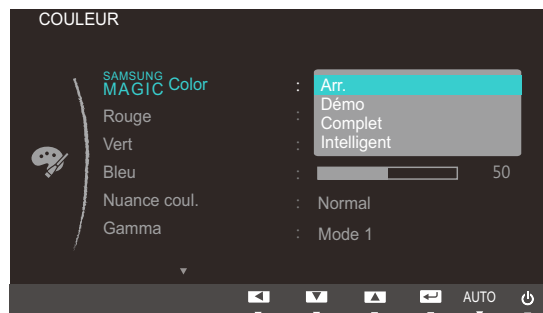 COULEUR
SAMSUNG MAGIC Color :
Arr.
Démo
Complet
Intelligent
Rouge :
Vert :
Bleu : 50
Nuance coul. : Normal
Gamma : Mode 1
AUTO